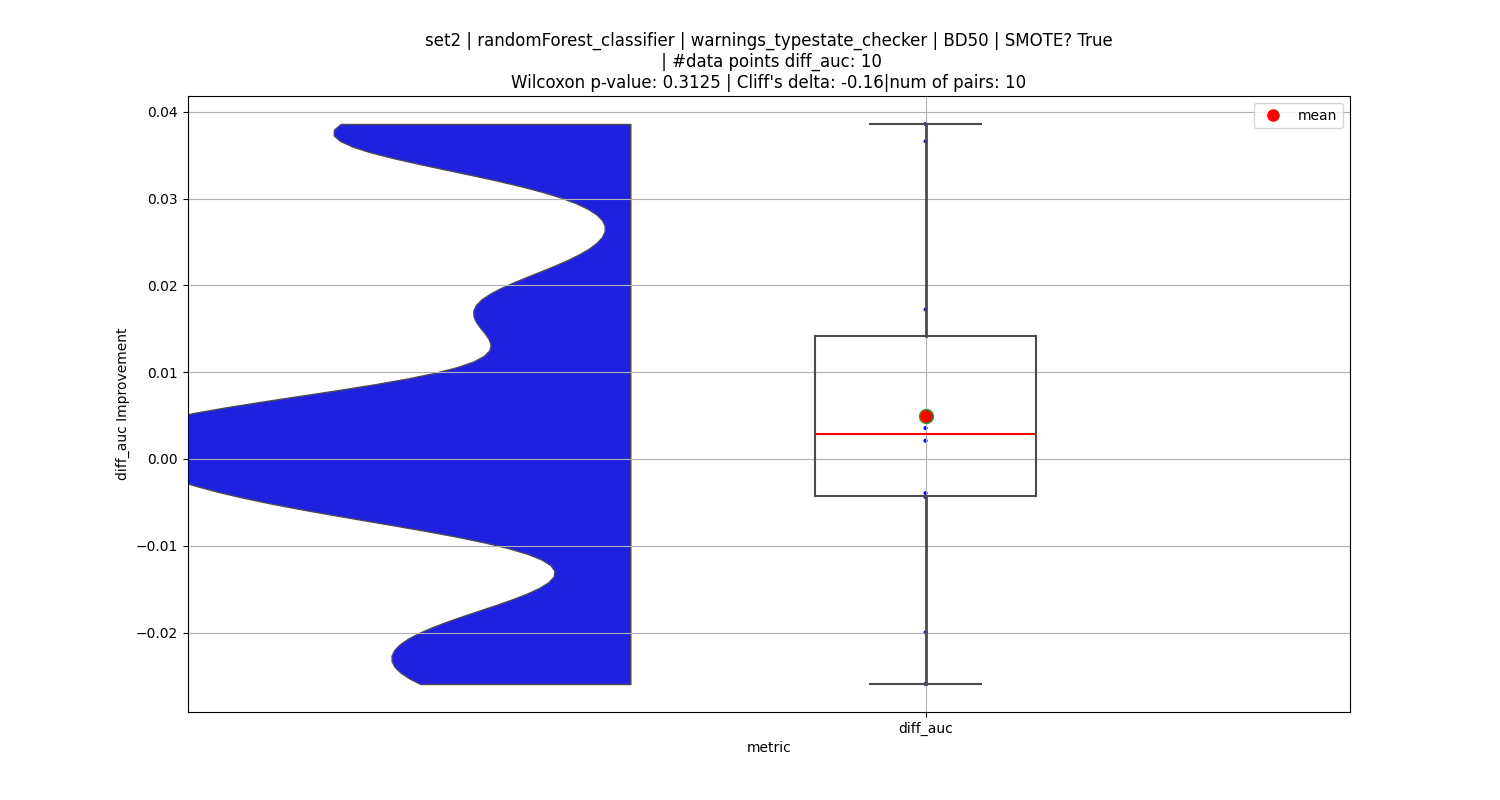 set2 | randomForest_classifier | warnings_typestate_checker | BD50 | SMOTE? True
| #data points diff_auc: 10
Wilcoxon p-value: 0.3125 | Cliff's delta: -0.16|num of pairs: 10
mean
0.04
0.03
0.02
0.01
0.00
−0.01
−0.02
diff_auc Improvement
diff_auc
metric